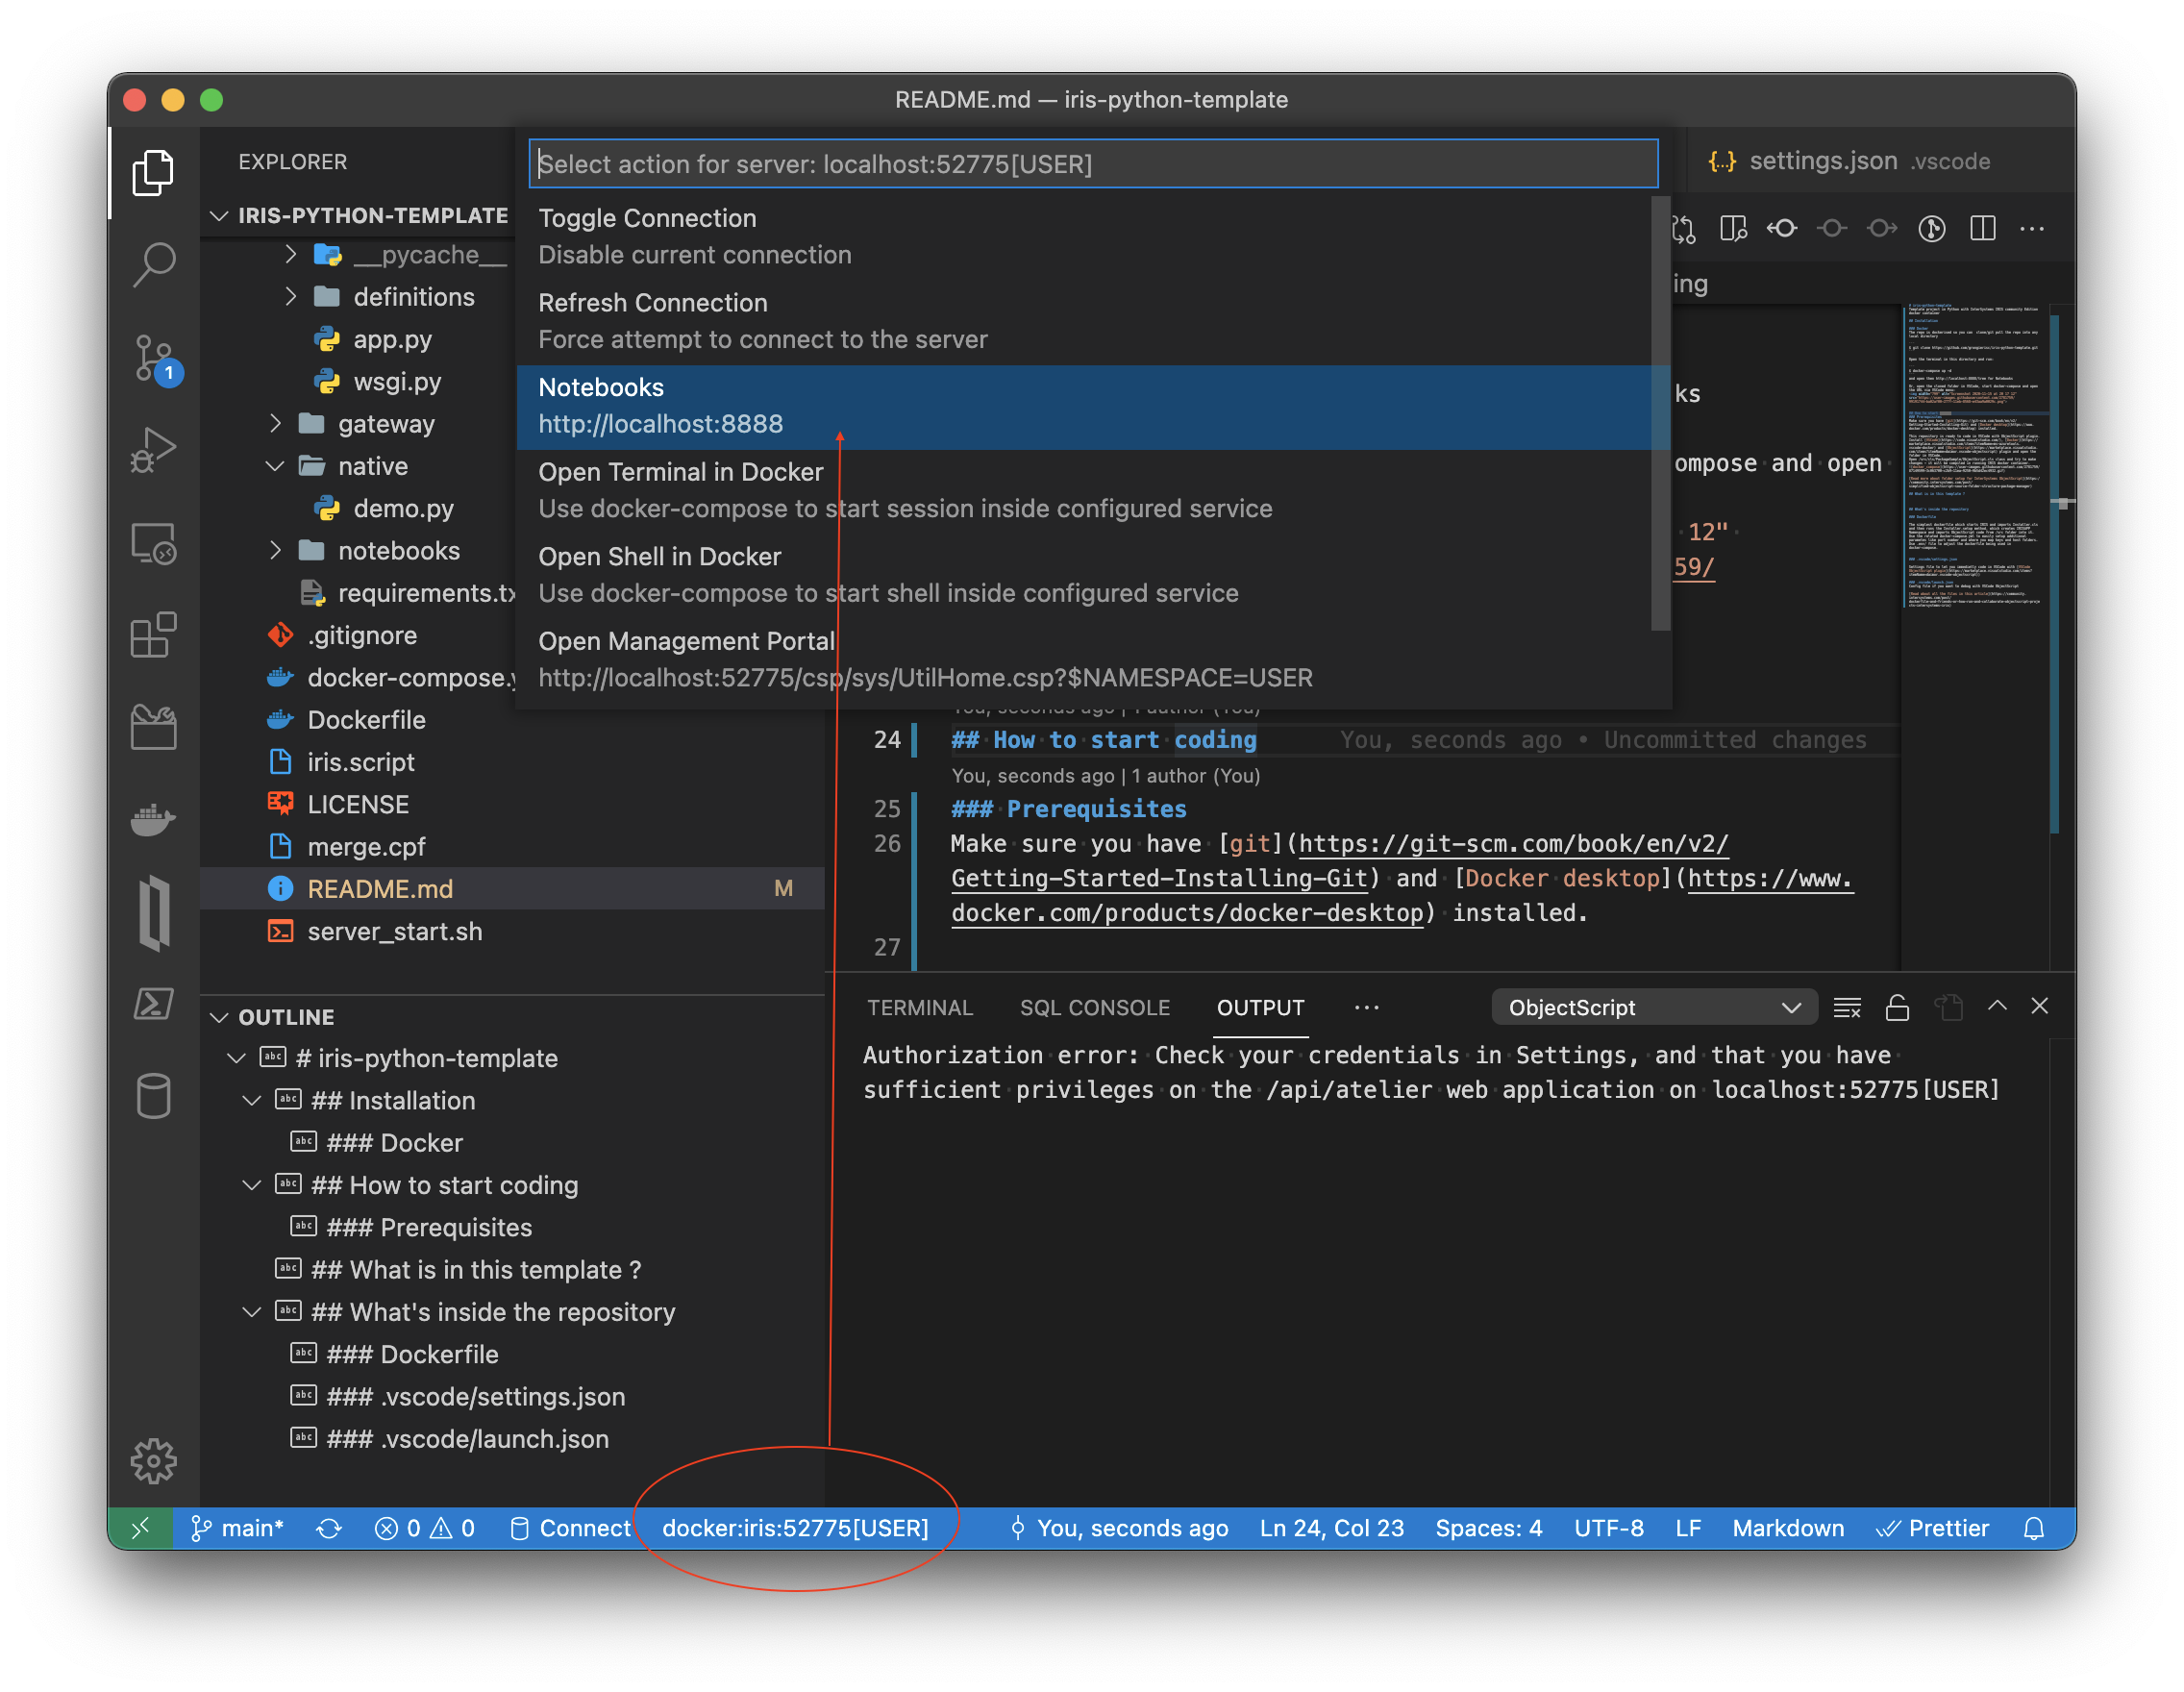 README.md — iris-python-template
EXPLORER
IRIS-PYTHON-TEMPLATE
__pycache__
definitions
app.py
wsgi.py
gateway
native
demo.py
notebooks
requirements.tx
.gitignore
docker-compose.y
Dockerfile
iris.script
LICENSE
merge.cpf
README.md M
server_start.sh
1
OUTLINE
# iris-python-template
## Installation
### Docker
## How to start coding
### Prerequisites
## What is in this template ?
## What's inside the repository
### Dockerfile
### .vscode/settings.json
### .vscode/launch.json
Select action for server: localhost:52775[USER]
Toggle Connection
Disable current connection
Refresh Connection
Force attempt to connect to the server
Notebooks
http://localhost:8888
Open Terminal in Docker
Use docker-compose to start session inside configured service
Open Shell in Docker
Use docker-compose to start shell inside configured service
Open Management Portal
http://localhost:52775/csp/sys/UtilHome.csp?$NAMESPACE=USER
{..} settings.json .vscode
ing
ks
ompose and open
12"
59/
You, seconds ago | 1 author (You)
24 ## How to start coding You, seconds ago • Uncommitted changes
You, seconds ago | 1 author (You)
25 ### Prerequisites
26 Make sure you have [git](https://git-scm.com/book/en/v2/
Getting-Started-Installing-Git) and [Docker desktop](https://www.
docker.com/products/docker-desktop) installed.
27
TERMINAL SQL CONSOLE OUTPUT ··· ObjectScript
Authorization error: Check your credentials in Settings, and that you have
sufficient privileges on the /api/atelier web application on localhost:52775[USER]
main* 0 0 Connect docker:iris:52775[USER] You, seconds ago Ln 24, Col 23 Spaces: 4 UTF-8 LF Markdown Prettier